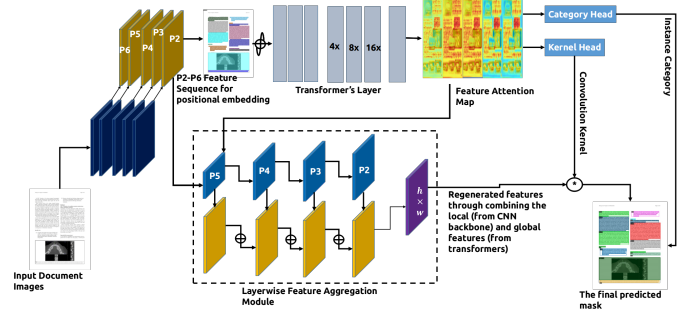 P6
P5
P4
P3
P2
P2-P6 Feature
Sequence for
positional embedding
4x
8x
16x
Transformer's Layer
Feature Attention
Map
Category Head
Kernel Head
Instance Category
Convolution Kernel
Input Document
Images
P5
P4
P3
P2
h
×
w
Layerwise Feature Aggregation
Module
Regenerated features
through combining the
local (from CNN
backbone) and global
features (from
transformers)
*
The final predicted
mask